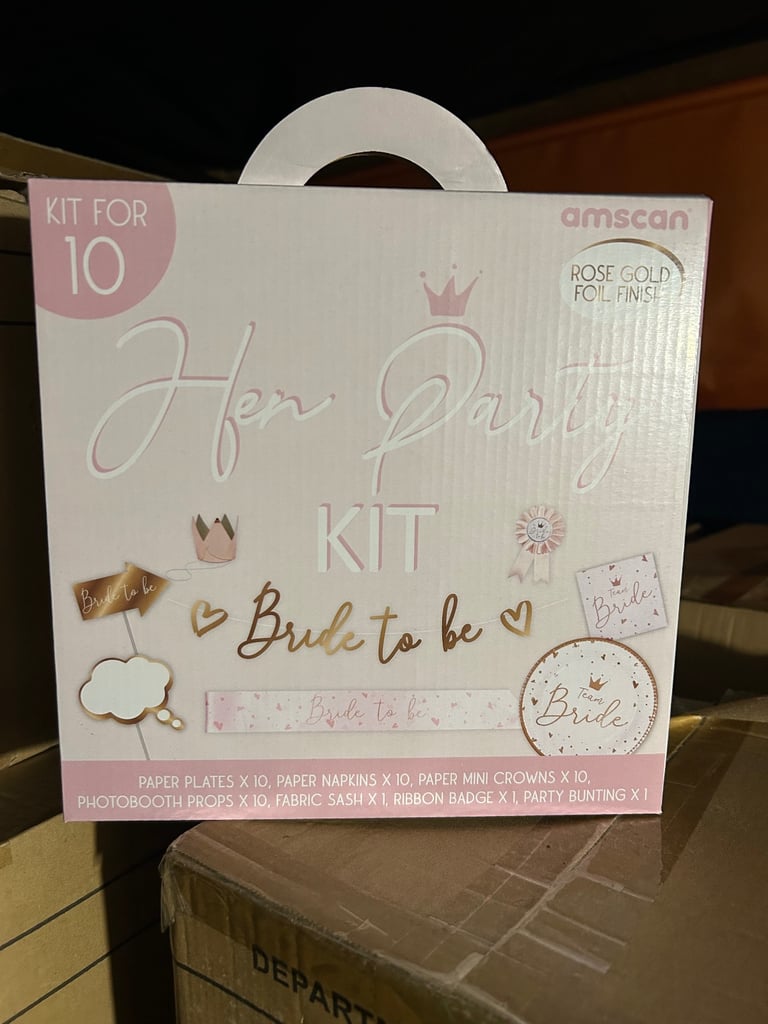 KIT FOR
10
amscan
ROSE GOLD
FOIL FINISH
Hen Party
KIT
Bride to be
Bride to be
Team
Bride
Bride to be
Team
Bride
PAPER PLATES X 10, PAPER NAPKINS X 10, PAPER MINI CROWNS X 10,
PHOTOBOOTH PROPS X 10, FABRIC SASH X 1, RIBBON BADGE X 1, PARTY BUNTING X 1